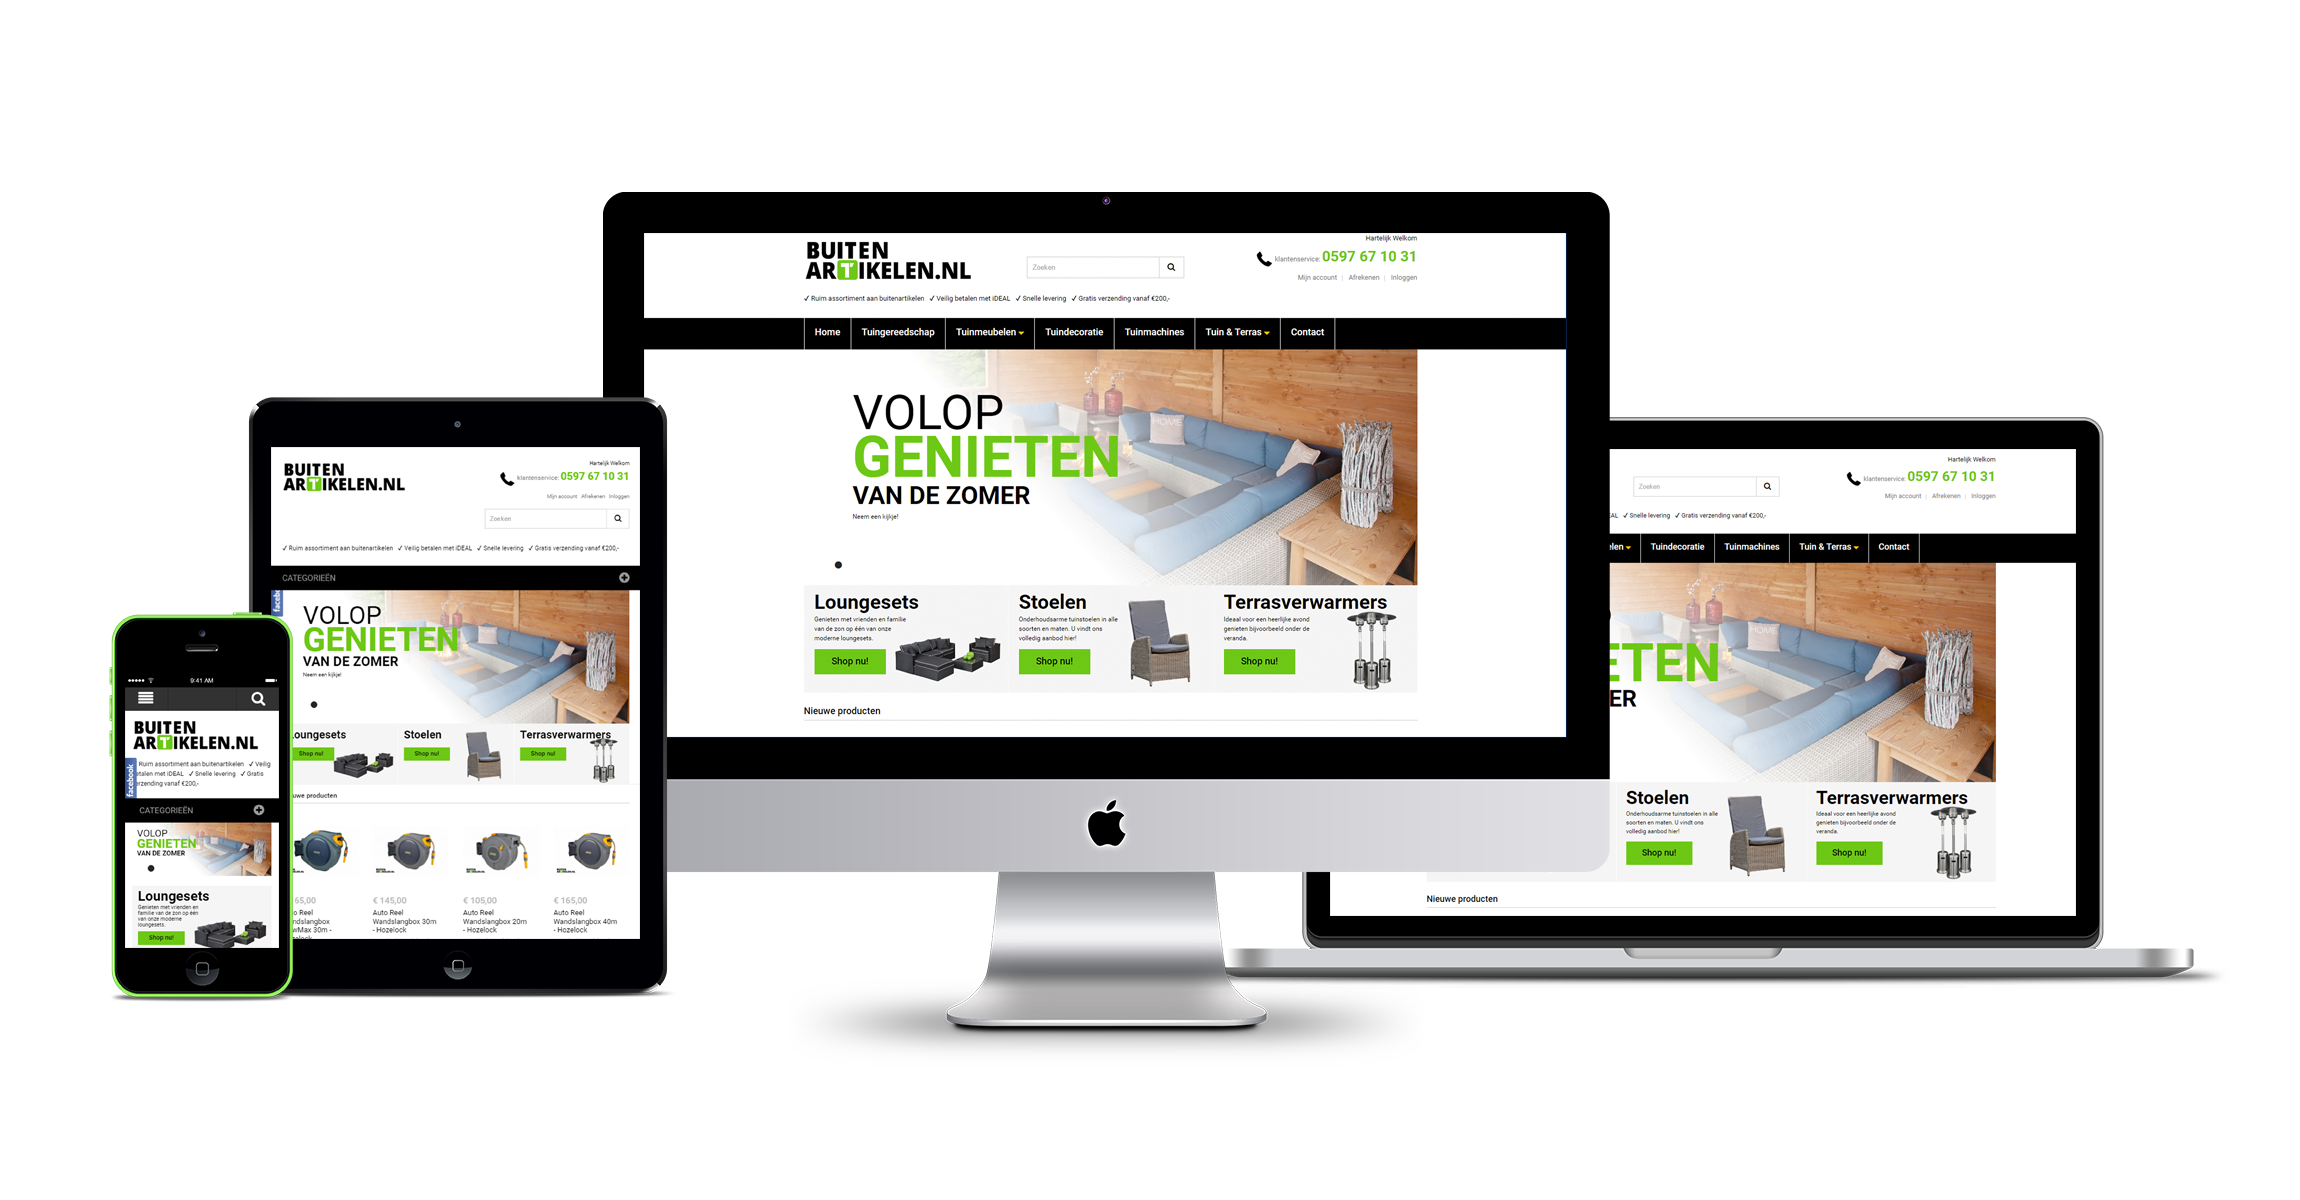 BUITEN
ARTIKELEN.NL
Zoeken
Hartelijk Welkom
klantenservice: 0597 67 10 31
Mijn account | Afrekenen | Inloggen
✓ Ruim assortiment aan buitenartikelen ✓ Veilig betalen met iDEAL ✓ Snelle levering ✓ Gratis verzending vanaf €200,-
Home Tuingereedschap Tuinmeubelen Tuindecoratie Tuinmachines Tuin & Terras Contact
VOLOP
GENIETEN
VAN DE ZOMER
Neem een kijkje!
HOME
Loungesets
Genieten met vrienden en familie
van de zon op één van onze
moderne loungesets.
Shop nu!
Stoelen
Onderhoudsarme tuinstoelen in alle
soorten en maten. U vindt ons
volledig aanbod hier!
Shop nu!
Terrasverwarmers
Ideaal voor een heerlijke avond
genieten bijvoorbeeld onder de
veranda.
Shop nu!
Nieuwe producten
BUITEN
ARTIKELEN.NL
Hartelijk Welkom
klantenservice: 0597 67 10 31
Mijn account Afrekenen Inloggen
Zoeken
✓ Ruim assortiment aan buitenartikelen ✓ Veilig betalen met iDEAL ✓ Snelle levering ✓ Gratis verzending vanaf €200,-
CATEGORIEËN
VOLOP
GENIETEN
VAN DE ZOMER
Neem een kijkje!
oungesets
Shop nu!
Stoelen
Shop nu!
Terrasverwarmers
Shop nu!
uwe producten
65,00
Auto Reel
ndslangbox
wMax 30m -
€ 145,00
Auto Reel
Wandslangbox 30m
- Hozelock
€ 105,00
Auto Reel
Wandslangbox 20m
- Hozelock
€ 165,00
Auto Reel
Wandslangbox 40m
- Hozelock
9:41 AM
BUITEN
ARTIKELEN.NL
Ruim assortiment aan buitenartikelen ✓ Veilig
etalen met iDEAL ✓ Snelle levering ✓ Gratis
erzending vanaf €200,-
facebook
CATEGORIEËN
VOLOP
GENIETEN
VAN DE ZOMER
Loungesets
Genieten met vrienden en
familie van de zon op één
van onze moderne
loungesets.
Shop nu!
Zoeken
Hartelijk Welkom
klantenservice: 0597 67 10 31
Mijn account | Afrekenen | Inloggen
AL ✓ Snelle levering ✓ Gratis verzending vanaf €200,-
elen Tuindecoratie Tuinmachines Tuin & Terras Contact
ETEN
ER
HOME
Stoelen
Onderhoudsarme tuinstoelen in alle
soorten en maten. U vindt ons
volledig aanbod hier!
Shop nu!
Terrasverwarmers
Ideaal voor een heerlijke avond
genieten bijvoorbeeld onder de
veranda.
Shop nu!
Nieuwe producten